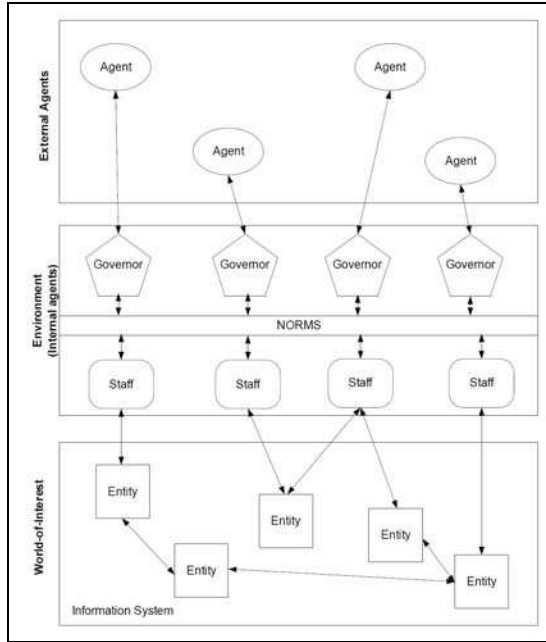 External Agents
Agent
Agent
Agent
Agent
Environment
(Internal agents)
Governor
Governor
Governor
Governor
NORMS
Staff
Staff
Staff
Staff
World-of-Interest
Entity
Entity
Entity
Entity
Entity
Information System